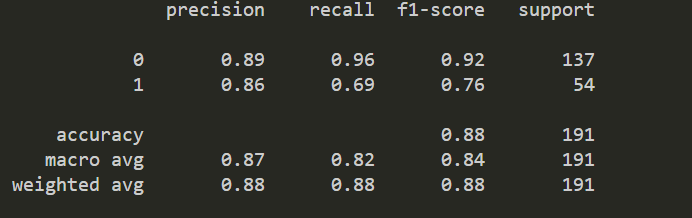 precision recall f1-score support
0 0.89 0.96 0.92 137
1 0.86 0.69 0.76 54
accuracy 0.88 191
macro avg 0.87 0.82 0.84 191
weighted avg 0.88 0.88 0.88 191